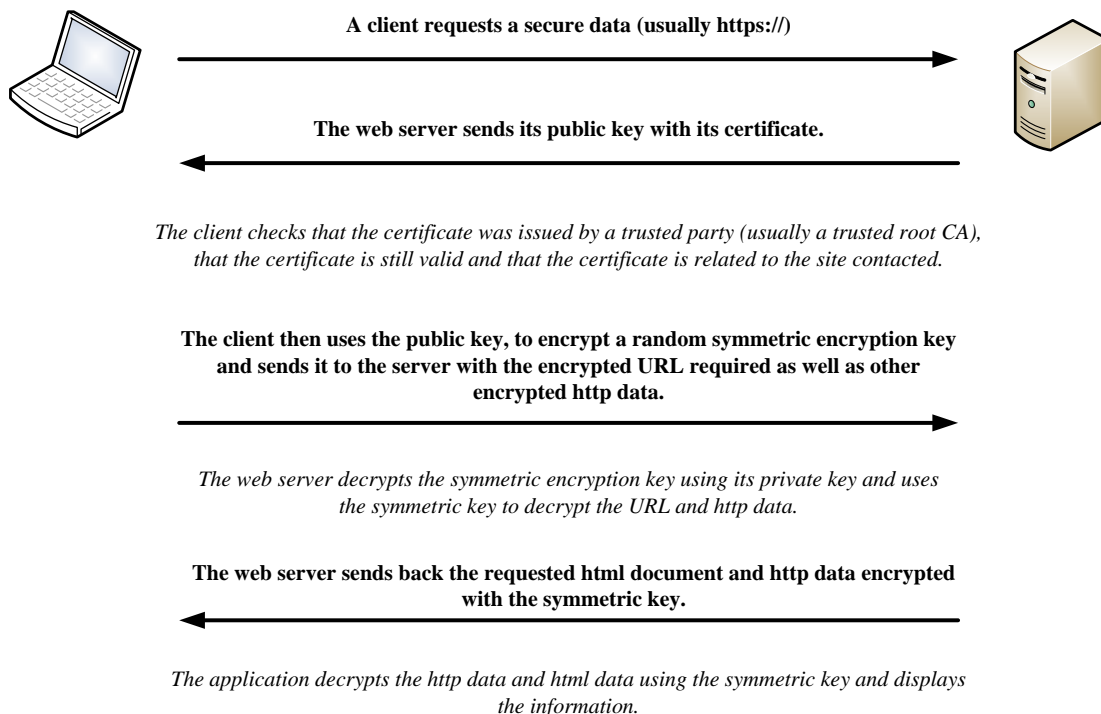 A client requests a secure data (usually https://)
The web server sends its public key with its certificate.
The client checks that the certificate was issued by a trusted party (usually a trusted root CA),
that the certificate is still valid and that the certificate is related to the site contacted.
The client then uses the public key, to encrypt a random symmetric encryption key
and sends it to the server with the encrypted URL required as well as other
encrypted http data.
The web server decrypts the symmetric encryption key using its private key and uses
the symmetric key to decrypt the URL and http data.
The web server sends back the requested html document and http data encrypted
with the symmetric key.
The application decrypts the http data and html data using the symmetric key and displays
the information.